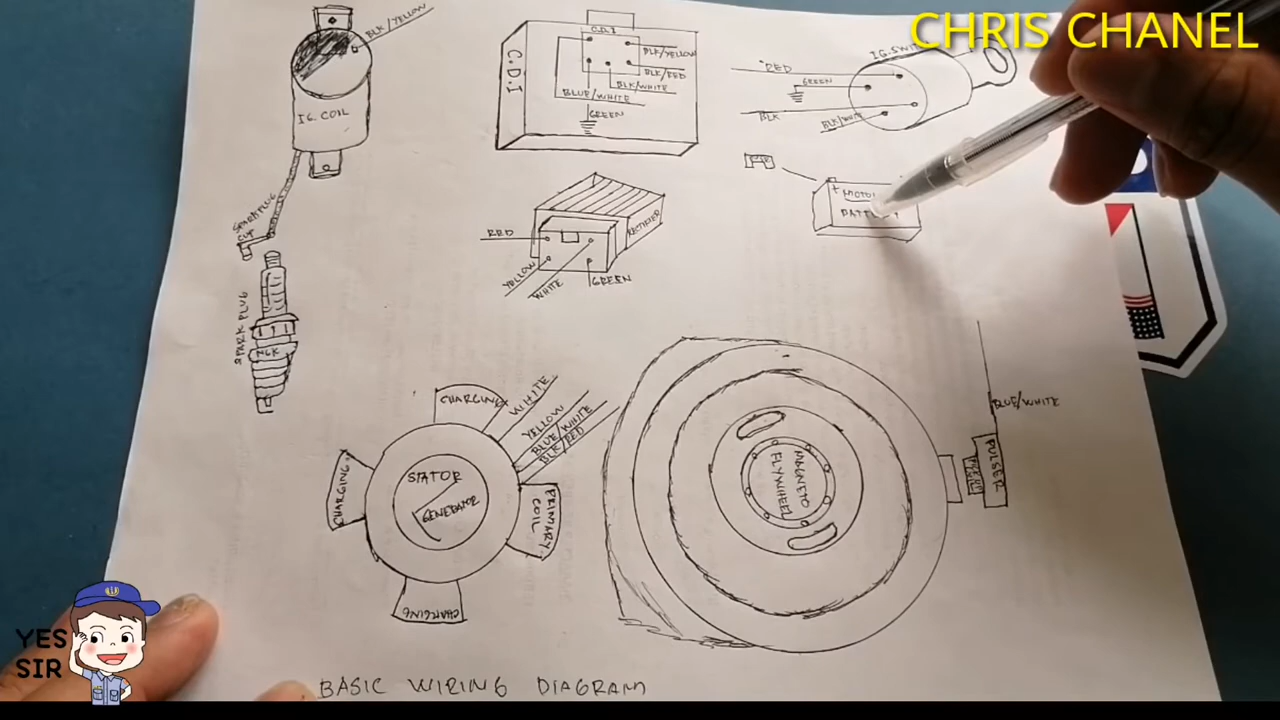 CHRIS CHANEL
BLK/YELLOW
IG. COIL
SPARK PLUG
CAP
SPARK PLUG
NGK
C.D.I
C.D.I
BLK/YELLOW
BLK/RED
BLK/WHITE
BLUE/WHITE
GREEN
RED
GREEN
BLK
BLK/WHITE
+
RED
YELLOW
WHITE
GREEN
RECTIFIER
CHARGING
WHITE
YELLOW
BLUE/WHITE
BLK/RED
CHARGING
STATOR
GENERATOR
PRIMARY
COIL
CHARGING
MAGNETO
FLYWHEEL
BLUE/WHITE
PULSER
YES
SIR
BASIC WIRING DIAGRAM